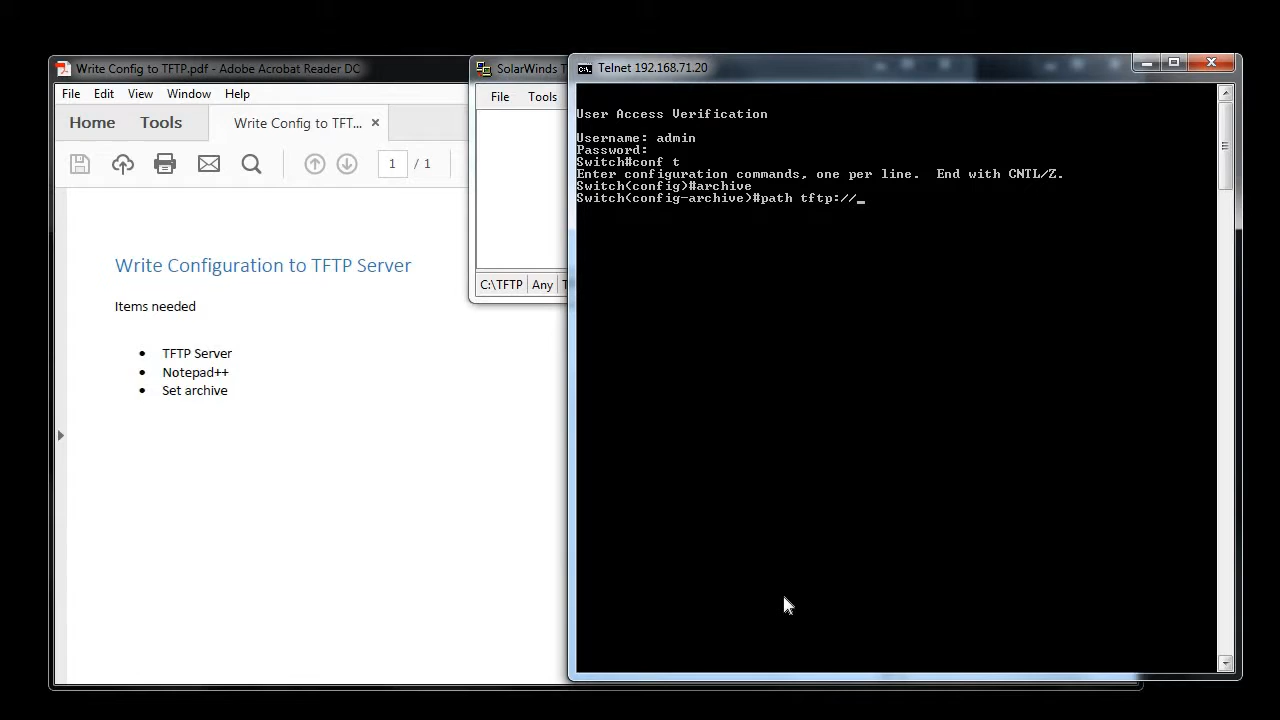 Write Config to TFTP.pdf - Adobe Acrobat Reader DC
File Edit View Window Help
Home Tools Write Config to TFT... ×
1 / 1
Write Configuration to TFTP Server
Items needed
• TFTP Server
• Notepad++
• Set archive
SolarWinds T
File Tools
C:\TFTP Any T
Telnet 192.168.71.20
User Access Verification
Username: admin
Password:
Switch#conf t
Enter configuration commands, one per line.  End with CNTL/Z.
Switch(config)#archive
Switch(config-archive)#path tftp://_